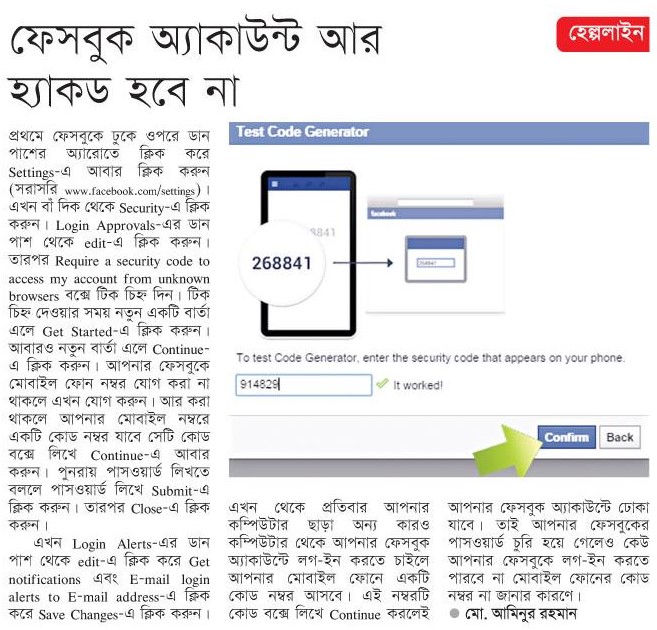 ফেসবুক অ্যাকাউন্ট আর
হ্যাকড হবে না
হেল্পলাইন
প্রথমে ফেসবুকে ঢুকে ওপরে ডান
পাশের অ্যারোতে ক্লিক করে
Settings-এ আবার ক্লিক করুন
(সরাসরি www.facebook.com/settings)।
এখন বাঁ দিক থেকে Security-এ ক্লিক
করুন। Login Approvals-এর ডান
পাশ থেকে edit-এ ক্লিক করুন।
তারপর Require a security code to
access my account from unknown
browsers বক্সে টিক চিহ্ন দিন। টিক
চিহ্ন দেওয়ার সময় নতুন একটি বার্তা
এলে Get Started-এ ক্লিক করুন।
আবারও নতুন বার্তা এলে Continue-
এ ক্লিক করুন। আপনার ফেসবুকে
মোবাইল ফোন নম্বর যোগ করা না
থাকলে এখন যোগ করুন। আর করা
থাকলে আপনার মোবাইল নম্বরে
একটি কোড নম্বর যাবে সেটি কোড
বক্সে লিখে Continue-এ আবার
করুন। পুনরায় পাসওয়ার্ড লিখতে
বললে পাসওয়ার্ড লিখে Submit-এ
ক্লিক করুন। তারপর Close-এ ক্লিক
করুন।
এখন Login Alerts-এর ডান
পাশ থেকে edit-এ ক্লিক করে Get
notifications এবং E-mail login
alerts to E-mail address-এ ক্লিক
করে Save Changes-এ ক্লিক করুন।
Test Code Generator
8841
268841
facebook
268841
To test Code Generator, enter the security code that appears on your phone.
914829
It worked!
Confirm
Back
এখন থেকে প্রতিবার আপনার
কম্পিউটার ছাড়া অন্য কারও
কম্পিউটার থেকে আপনার ফেসবুক
অ্যাকাউন্টে লগ-ইন করতে চাইলে
আপনার মোবাইল ফোনে একটি
কোড নম্বর আসবে। এই নম্বরটি
কোড বক্সে লিখে Continue করলেই
আপনার ফেসবুক অ্যাকাউন্টে ঢোকা
যাবে। তাই আপনার ফেসবুকের
পাসওয়ার্ড চুরি হয়ে গেলেও কেউ
আপনার ফেসবুকে লগ-ইন করতে
পারবে না মোবাইল ফোনের কোড
নম্বর না জানার কারণে।
● মো. আমিনুর রহমান